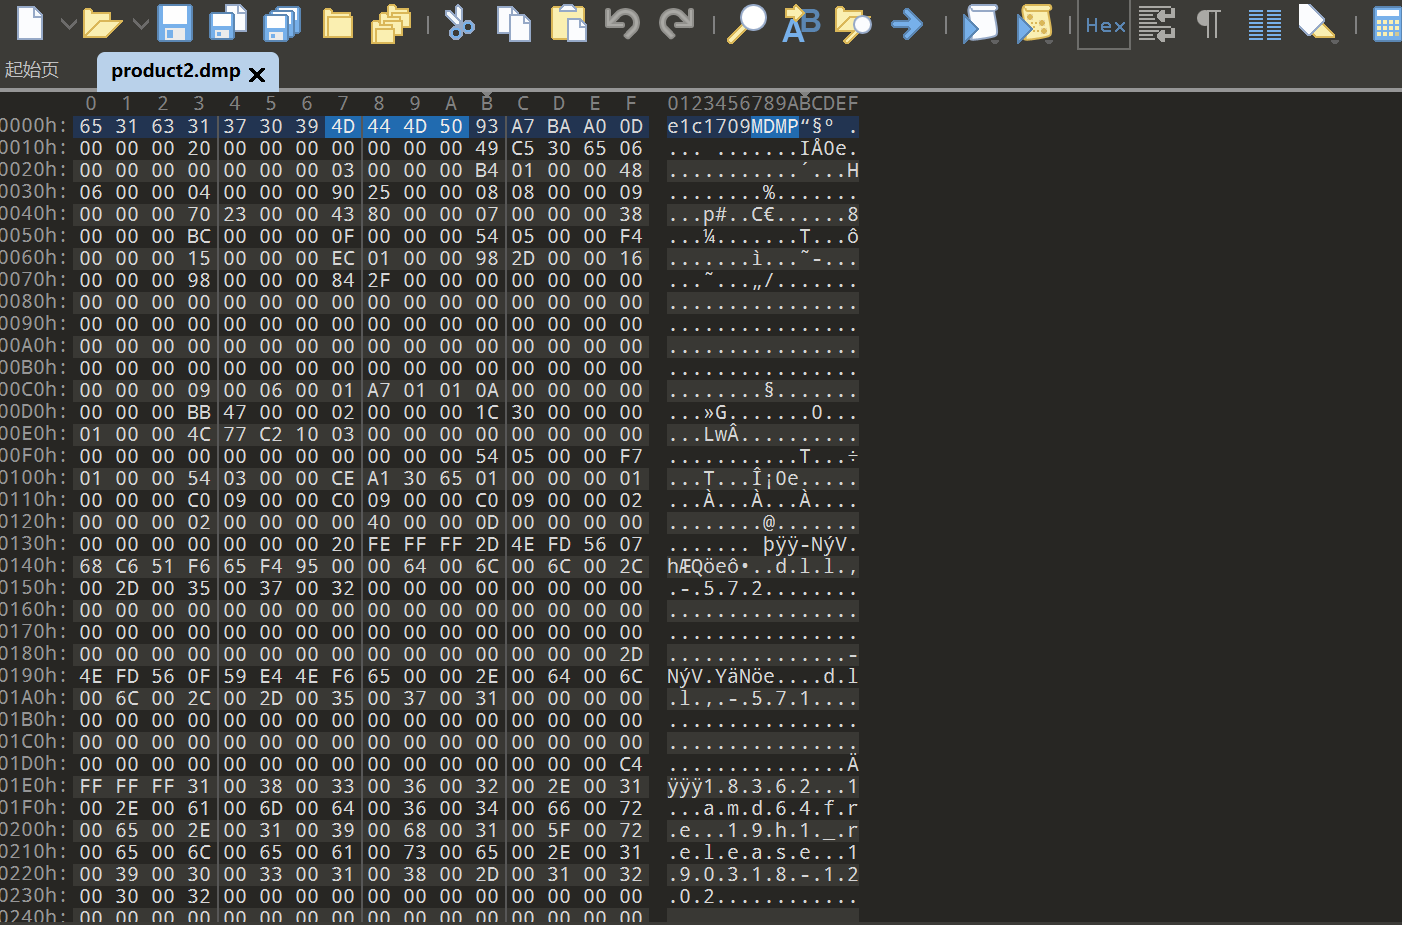 AB
Hex
起始页
product2.dmp
0 1 2 3 4 5 6 7 8 9 A B C D E F 0123456789ABCDEF
0000h: 65 31 63 31 37 30 39 4D 44 4D 50 93 A7 BA A0 0D e1c1709MDMP“§º .
0010h: 00 00 00 20 00 00 00 00 00 00 00 49 C5 30 65 06 ... .......IÅ0e.
0020h: 00 00 00 00 00 00 00 03 00 00 00 B4 01 00 00 48 ...........´...H
0030h: 06 00 00 04 00 00 00 90 25 00 00 08 08 00 00 09 ........%.......
0040h: 00 00 00 70 23 00 00 43 80 00 00 07 00 00 00 38 ...p#..C€......8
0050h: 00 00 00 BC 00 00 00 0F 00 00 00 54 05 00 00 F4 ...¼.......T...ô
0060h: 00 00 00 15 00 00 00 EC 01 00 00 98 2D 00 00 16 .......ì...˜-...
0070h: 00 00 00 98 00 00 00 84 2F 00 00 00 00 00 00 00 ...˜...„/.......
0080h: 00 00 00 00 00 00 00 00 00 00 00 00 00 00 00 00 ................
0090h: 00 00 00 00 00 00 00 00 00 00 00 00 00 00 00 00 ................
00A0h: 00 00 00 00 00 00 00 00 00 00 00 00 00 00 00 00 ................
00B0h: 00 00 00 00 00 00 00 00 00 00 00 00 00 00 00 00 ................
00C0h: 00 00 00 09 00 06 00 01 A7 01 01 0A 00 00 00 00 ........§.......
00D0h: 00 00 00 BB 47 00 00 02 00 00 00 1C 30 00 00 00 ...»G.......0...
00E0h: 01 00 00 4C 77 C2 10 03 00 00 00 00 00 00 00 00 ...LwÂ..........
00F0h: 00 00 00 00 00 00 00 00 00 00 00 54 05 00 00 F7 ...........T...÷
0100h: 01 00 00 54 03 00 00 CE A1 30 65 01 00 00 00 01 ...T...Î¡0e.....
0110h: 00 00 00 C0 09 00 00 C0 09 00 00 C0 09 00 00 02 ...À...À...À....
0120h: 00 00 00 02 00 00 00 00 40 00 00 0D 00 00 00 00 ........@.......
0130h: 00 00 00 00 00 00 00 20 FE FF FF 2D 4E FD 56 07 ....... þÿÿ-NýV.
0140h: 68 C6 51 F6 65 F4 95 00 00 64 00 6C 00 6C 00 2C hÆQöeô•..d.l.l.,
0150h: 00 2D 00 35 00 37 00 32 00 00 00 00 00 00 00 00 .-.5.7.2........
0160h: 00 00 00 00 00 00 00 00 00 00 00 00 00 00 00 00 ................
0170h: 00 00 00 00 00 00 00 00 00 00 00 00 00 00 00 00 ................
0180h: 00 00 00 00 00 00 00 00 00 00 00 00 00 00 00 2D ...............-
0190h: 4E FD 56 0F 59 E4 4E F6 65 00 00 2E 00 64 00 6C NýV.YäNöe....d.l
01A0h: 00 6C 00 2C 00 2D 00 35 00 37 00 31 00 00 00 00 .l.,.-.5.7.1....
01B0h: 00 00 00 00 00 00 00 00 00 00 00 00 00 00 00 00 ................
01C0h: 00 00 00 00 00 00 00 00 00 00 00 00 00 00 00 00 ................
01D0h: 00 00 00 00 00 00 00 00 00 00 00 00 00 00 00 C4 ...............Ä
01E0h: FF FF FF 31 00 38 00 33 00 36 00 32 00 2E 00 31 ÿÿÿ1.8.3.6.2...1
01F0h: 00 2E 00 61 00 6D 00 64 00 36 00 34 00 66 00 72 ...a.m.d.6.4.f.r
0200h: 00 65 00 2E 00 31 00 39 00 68 00 31 00 5F 00 72 .e...1.9.h.1._.r
0210h: 00 65 00 6C 00 65 00 61 00 73 00 65 00 2E 00 31 .e.l.e.a.s.e...1
0220h: 00 39 00 30 00 33 00 31 00 38 00 2D 00 31 00 32 .9.0.3.1.8.-.1.2
0230h: 00 30 00 32 00 00 00 00 00 00 00 00 00 00 00 00 .0.2............
0240h: 00 00 00 00 00 00 00 00 00 00 00 00 00 00 00 00